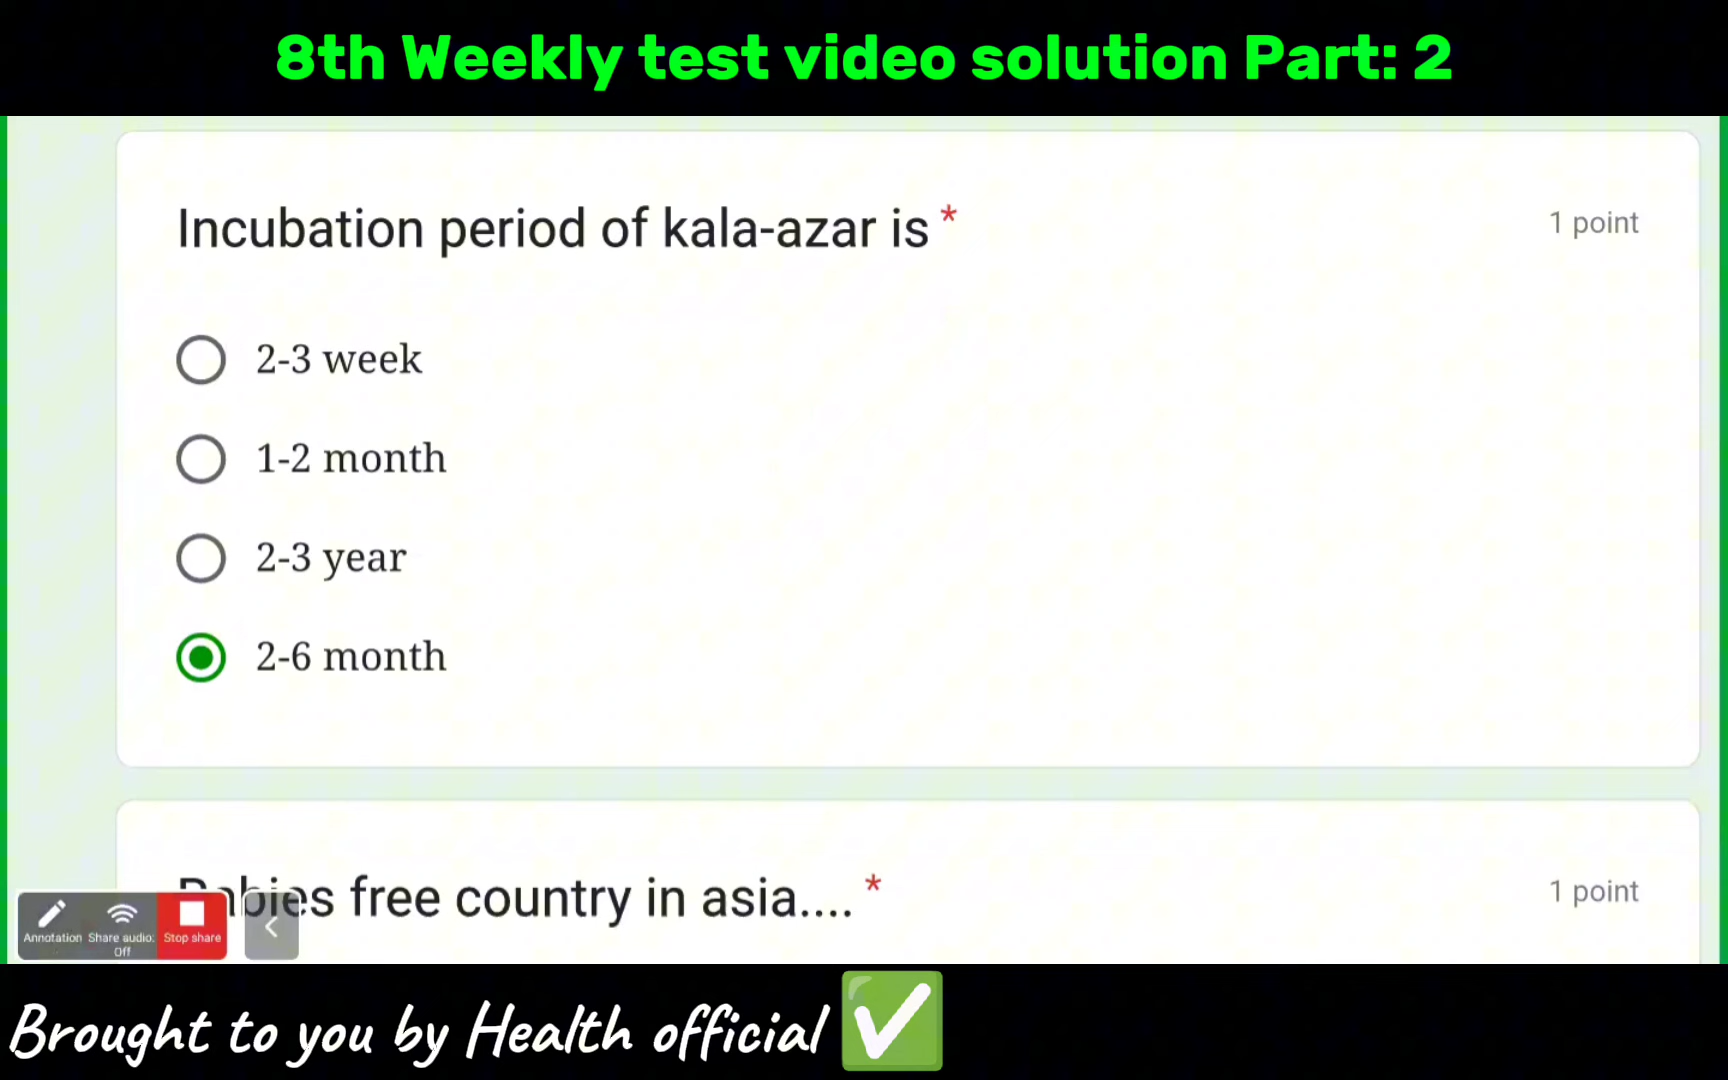 8th Weekly test video solution Part: 2
Incubation period of kala-azar is *
1 point
2-3 week
1-2 month
2-3 year
2-6 month
free country in asia.... *
1 point
Annotation
Share audio: Off
Stop share
Brought to you by Health official